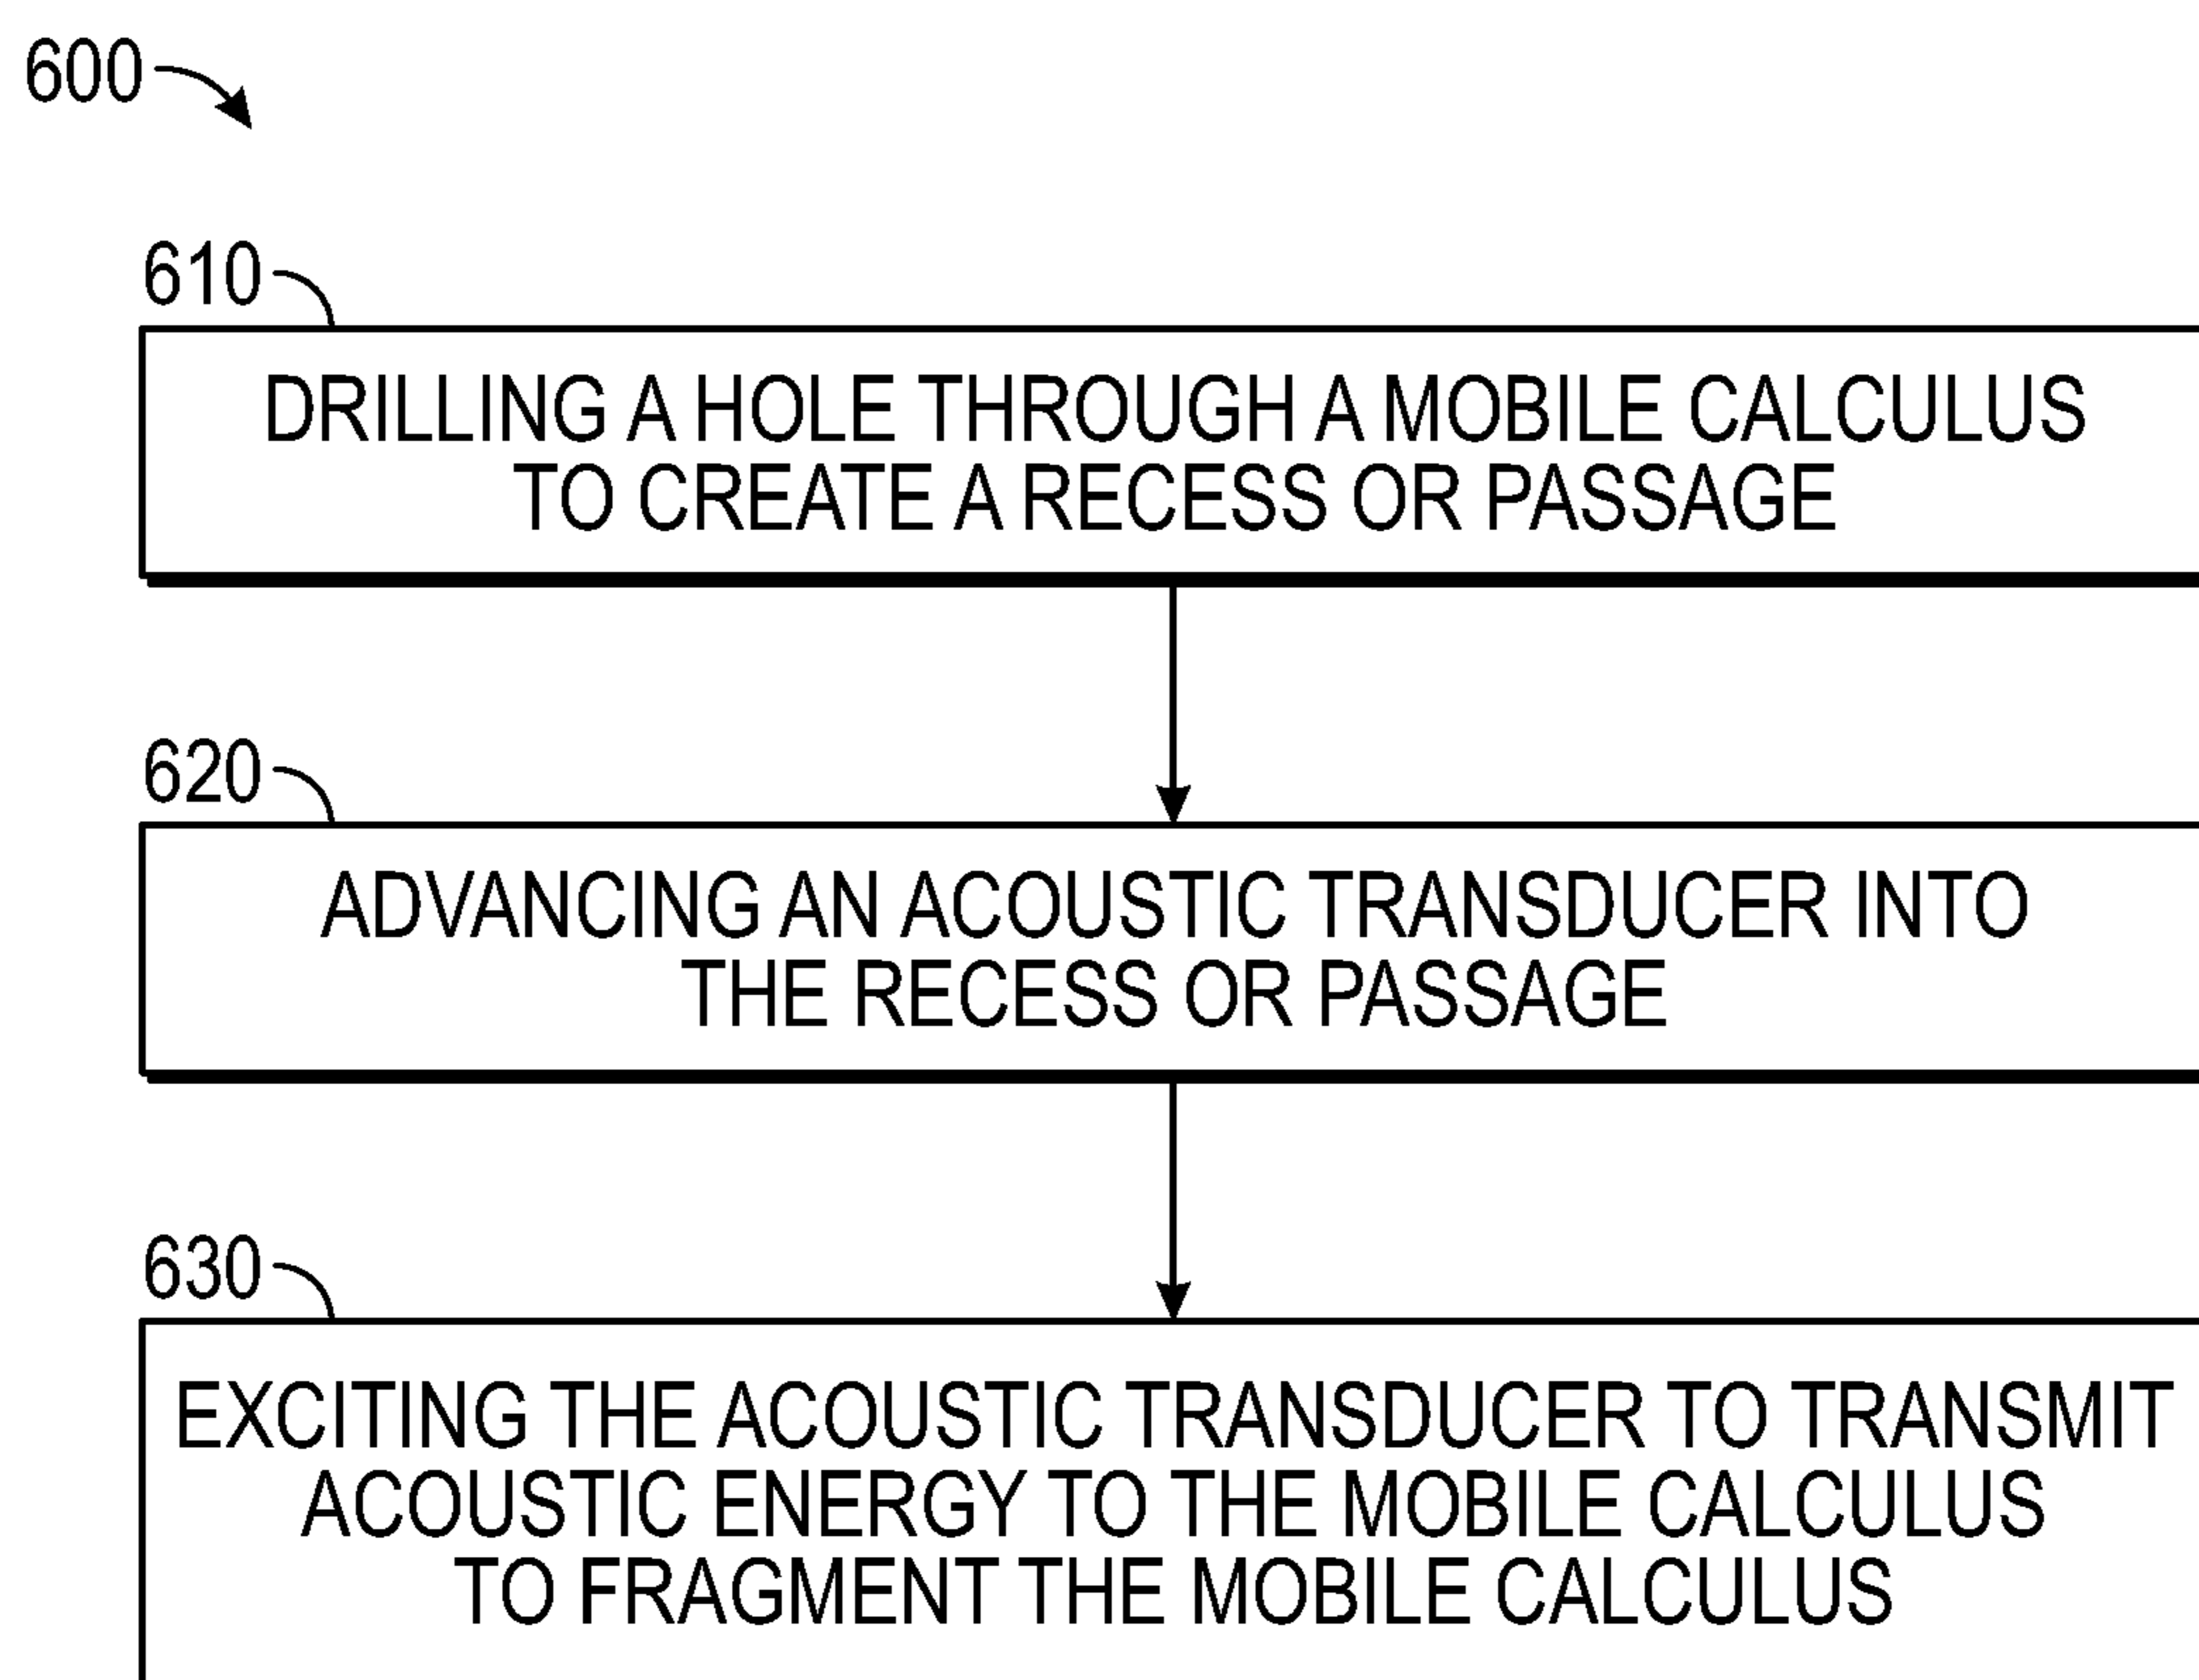 600
610
DRILLING A HOLE THROUGH A MOBILE CALCULUS
TO CREATE A RECESS OR PASSAGE
620
ADVANCING AN ACOUSTIC TRANSDUCER INTO
THE RECESS OR PASSAGE
630
EXCITING THE ACOUSTIC TRANSDUCER TO TRANSMIT
ACOUSTIC ENERGY TO THE MOBILE CALCULUS
TO FRAGMENT THE MOBILE CALCULUS